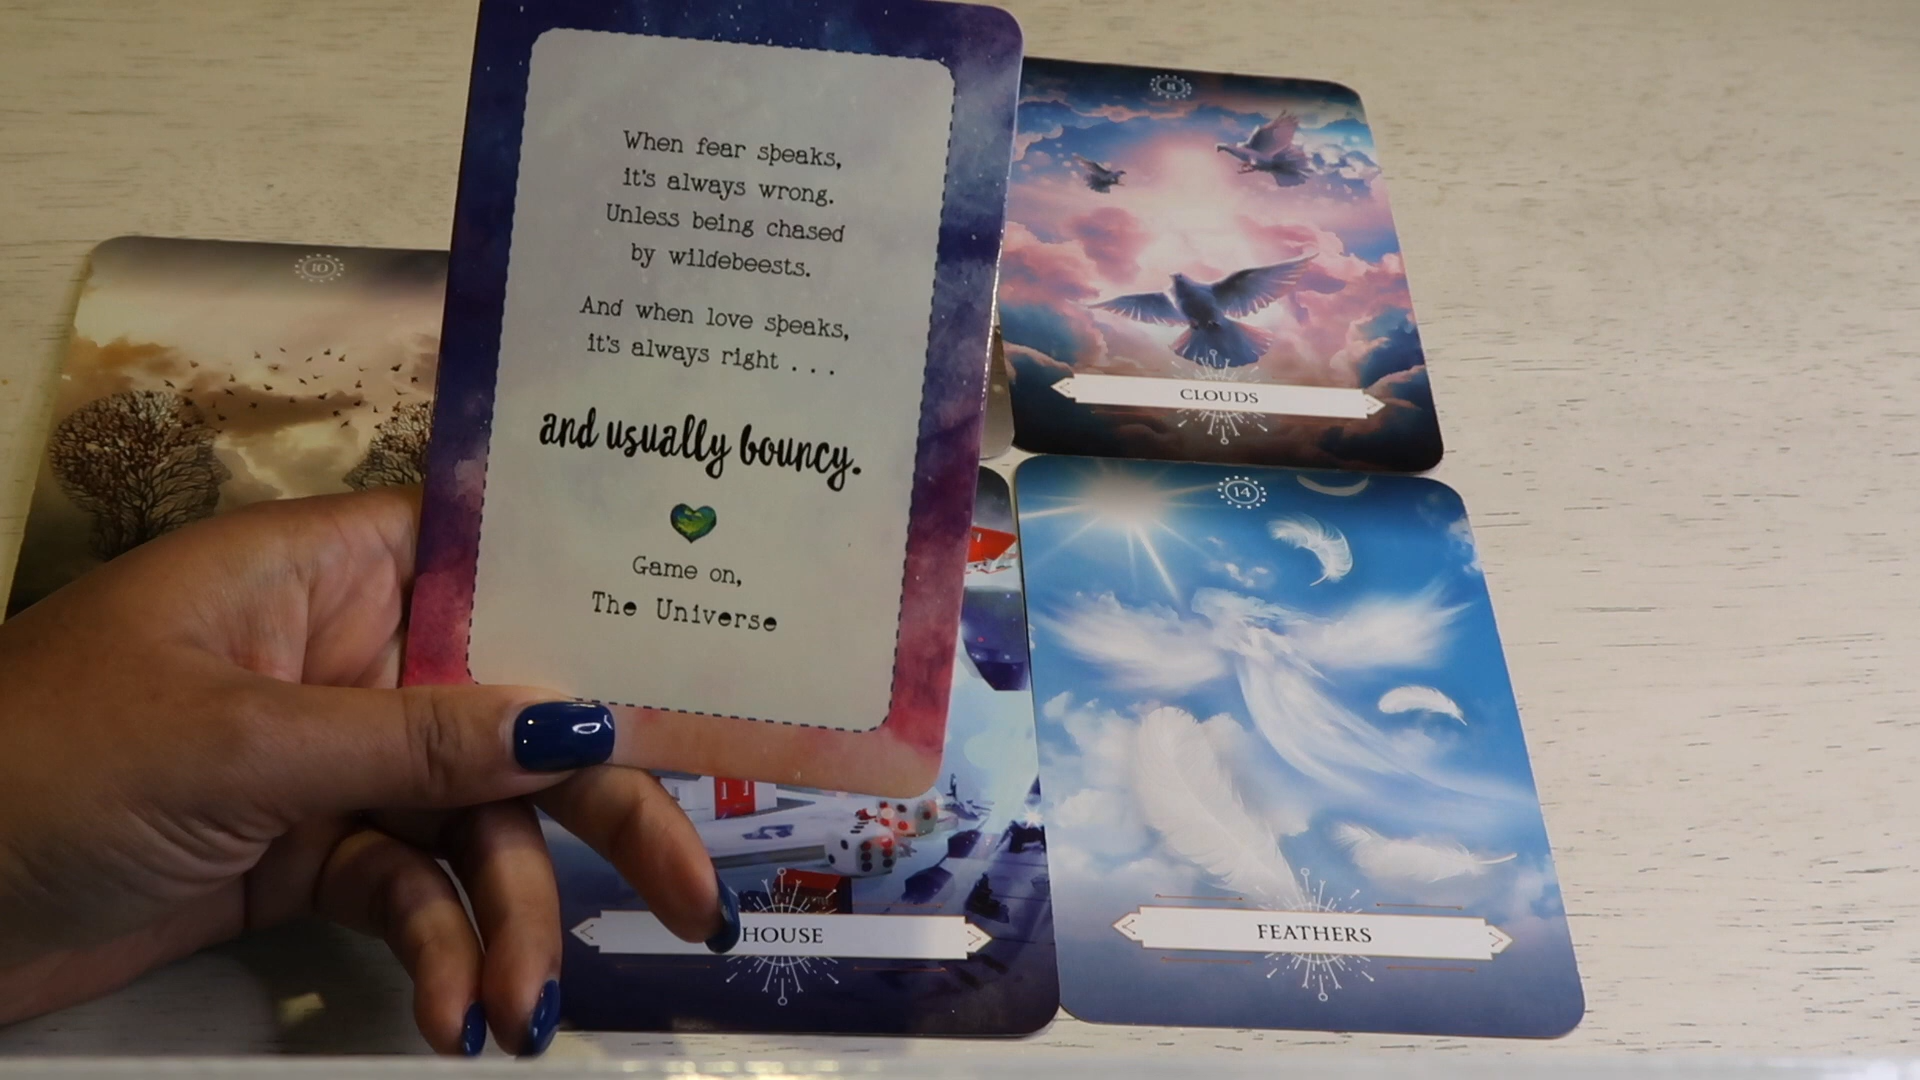 When fear speaks,
it's always wrong.
Unless being chased
by wildebeests.
And when love speaks,
it's always right . . .
and usually bouncy.
Game on,
The Universe
10
CLOUDS
14
HOUSE
FEATHERS